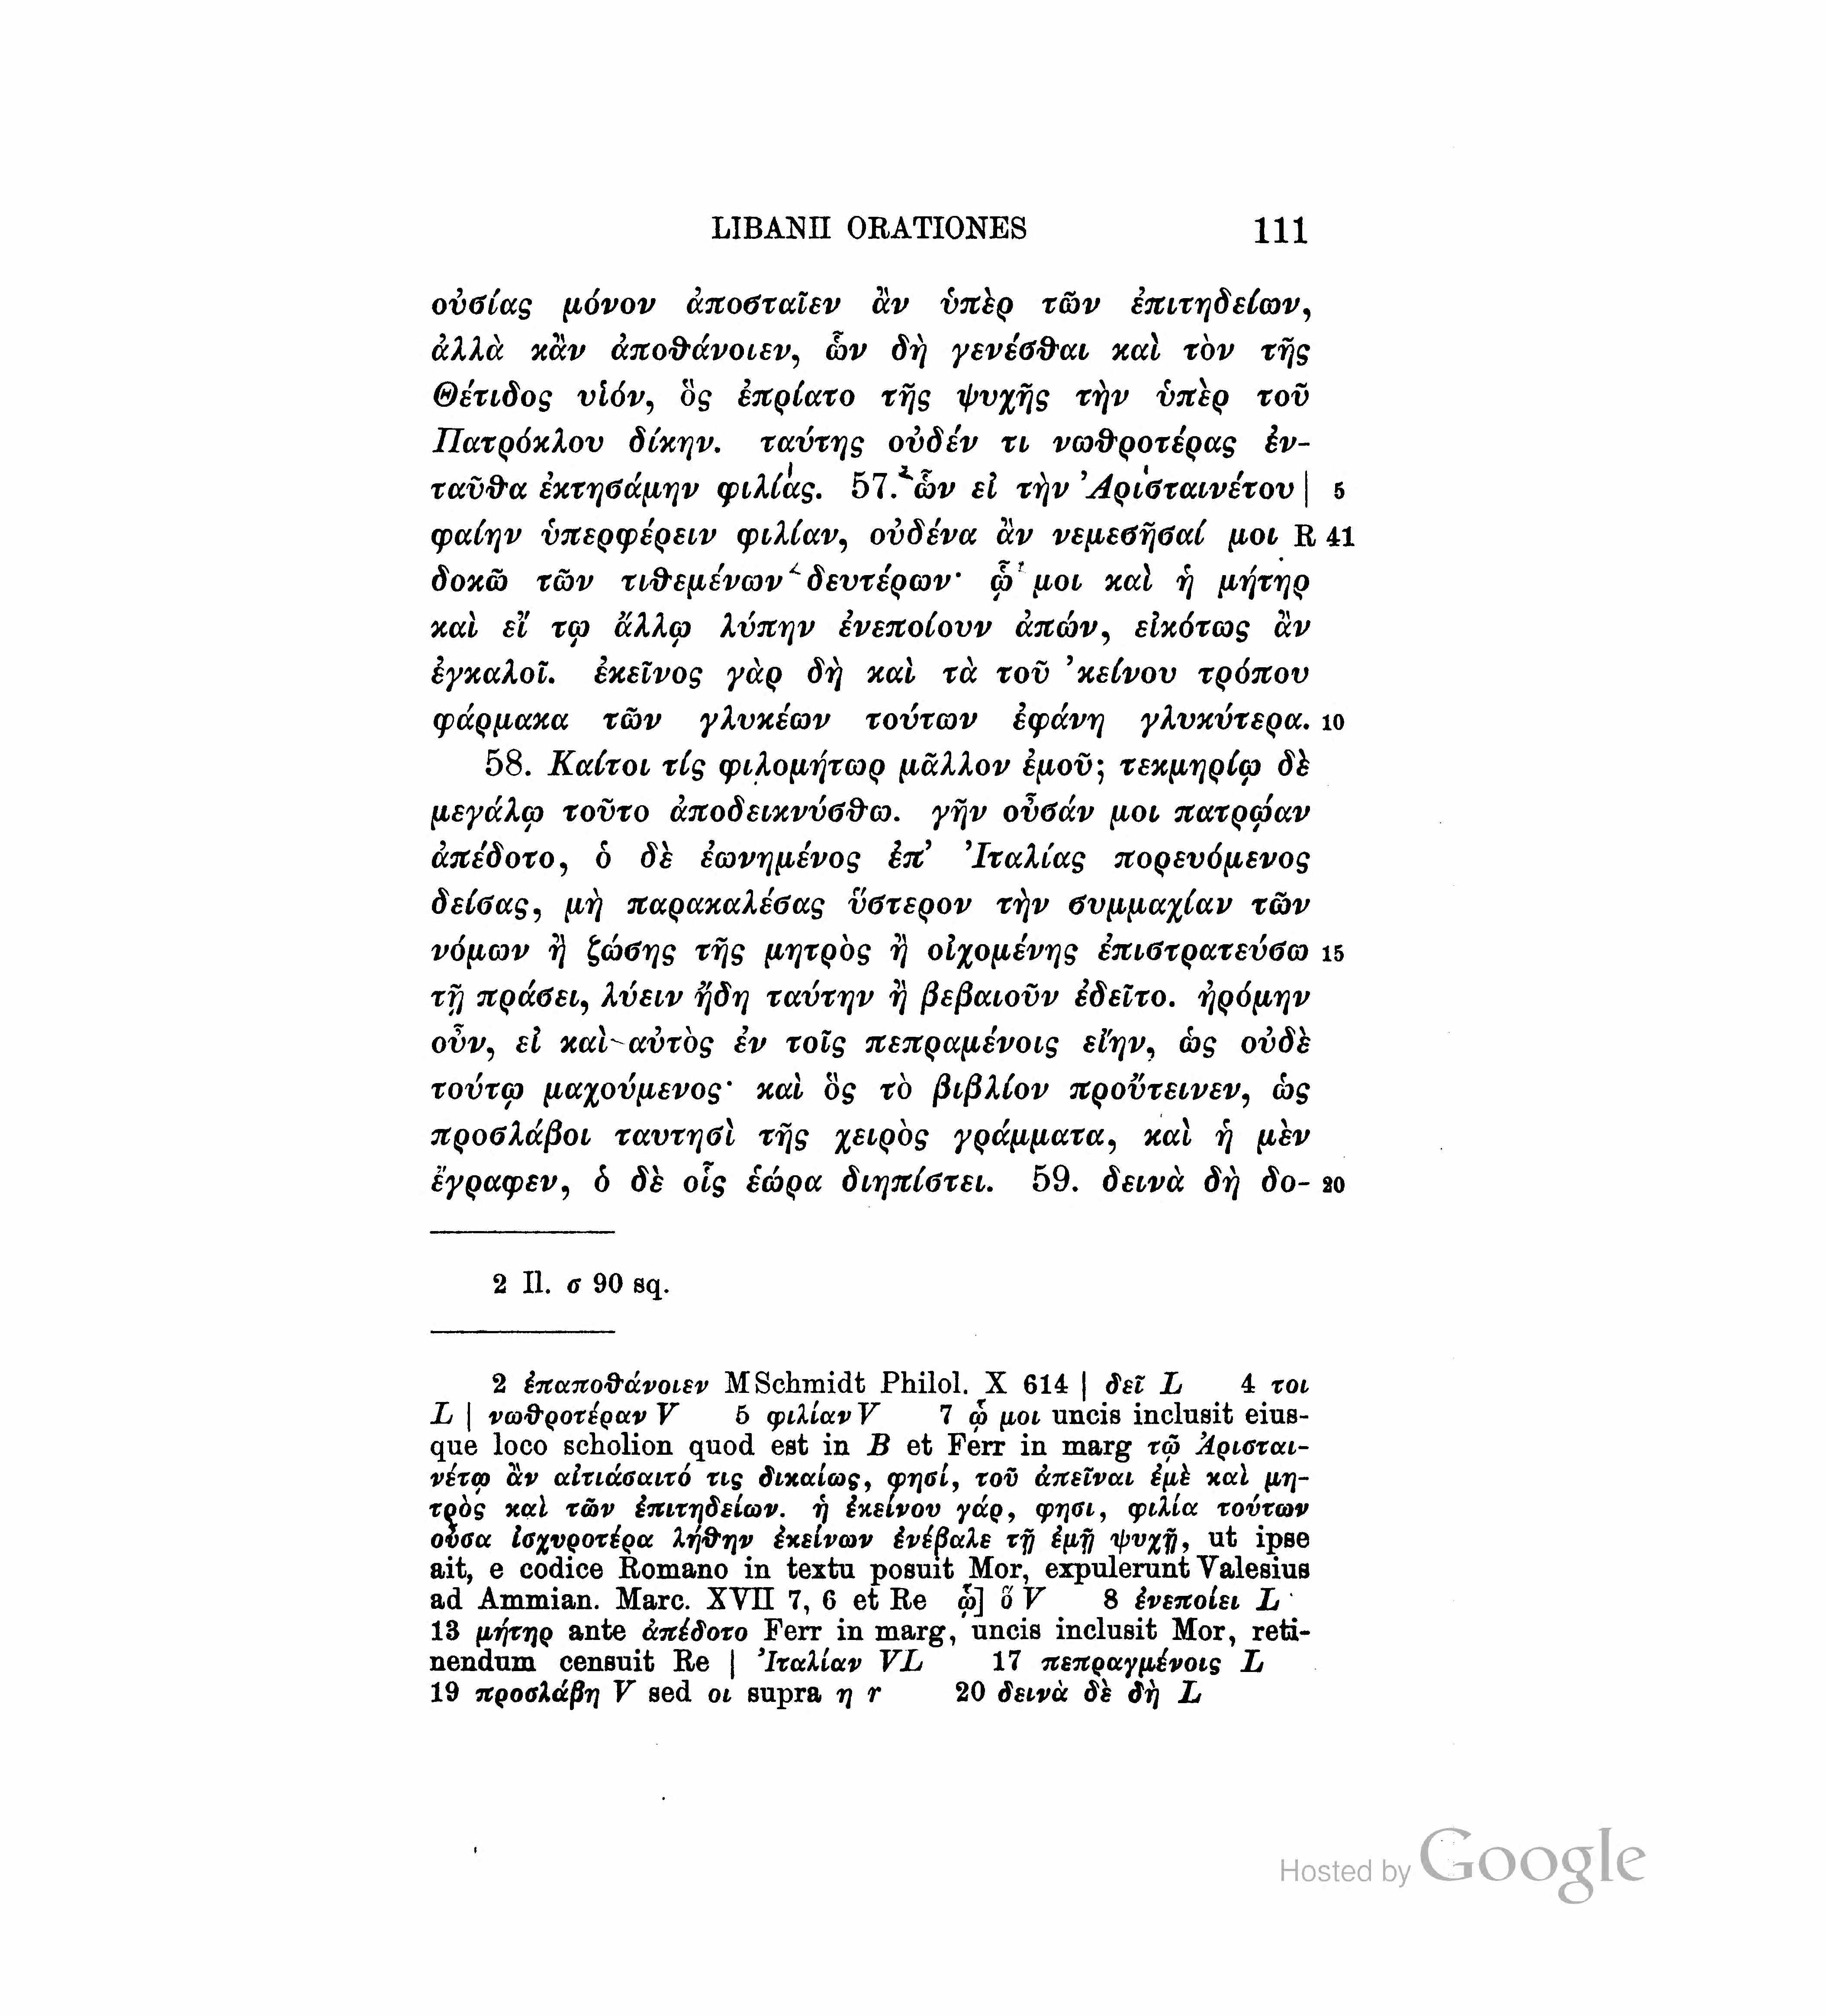 LIBANII ORATIONES 111
οὐσίας μόνον ἀποσταῖεν ἂν ὑπὲρ τῶν ἐπιτηδείων,
ἀλλὰ κἂν ἀποθάνοιεν, ὧν δὴ γενέσθαι καὶ τὸν τῆς
Θέτιδος υἱόν, ὃς ἐπρίατο τῆς ψυχῆς τὴν ὑπὲρ τοῦ
Πατρόκλου δίκην. ταύτης οὐδέν τι νωθροτέρας ἐν-
ταῦθα ἐκτησάμην φιλίας. 57. ὧν εἰ τὴν Ἀρισταινέτου | 5
φαίην ὑπερφέρειν φιλίαν, οὐδένα ἂν νεμεσῆσαί μοι R 41
δοκῶ τῶν τιθεμένων δευτέρων· ᾧ μοι καὶ ἡ μήτηρ
καὶ εἴ τῳ ἄλλῳ λύπην ἐνεποίουν ἀπών, εἰκότως ἂν
ἐγκαλοῖ. ἐκεῖνος γὰρ δὴ καὶ τὰ τοῦ ’κείνου τρόπου
φάρμακα τῶν γλυκέων τούτων ἐφάνη γλυκύτερα. 10
58. Καίτοι τίς φιλομήτωρ μᾶλλον ἐμοῦ; τεκμηρίῳ δὲ
μεγάλῳ τοῦτο ἀποδεικνύσθω. γῆν οὖσάν μοι πατρῴαν
ἀπέδοτο, ὁ δὲ ἐωνημένος ἐπ’ Ἰταλίας πορευόμενος
δείσας, μὴ παρακαλέσας ὕστερον τὴν συμμαχίαν τῶν
νόμων ἢ ζώσης τῆς μητρὸς ἢ οἰχομένης ἐπιστρατεύσω 15
τῇ πράσει, λύειν ἤδη ταύτην ἢ βεβαιοῦν ἐδεῖτο. ἠρόμην
οὖν, εἰ καὶ αὐτὸς ἐν τοῖς πεπραμένοις εἴην, ὡς οὐδὲ
τούτῳ μαχούμενος· καὶ ὃς τὸ βιβλίον προὔτεινεν, ὡς
προσλάβοι ταυτησὶ τῆς χειρὸς γράμματα, καὶ ἡ μὲν
ἔγραφεν, ὁ δὲ οἷς ἑώρα διηπίστει. 59. δεινὰ δὴ δο- 20
2 Il. σ 90 sq.
2 ἐπαποθάνοιεν MSchmidt Philol. X 614 | δεῖ L 4 τοι
L | νωθροτέραν V 5 φιλίαν V 7 ᾧ μοι uncis inclusit eius-
que loco scholion quod est in B et Ferr in marg τῷ Ἀρισται-
νέτῳ ἂν αἰτιάσαιτό τις δικαίως, φησί, τοῦ ἀπεῖναι ἐμὲ καὶ μη-
τρὸς καὶ τῶν ἐπιτηδείων. ἡ ἐκείνου γάρ, φησι, φιλία τούτων
οὖσα ἰσχυροτέρα λήθην ἐκείνων ἐνέβαλε τῇ ἐμῇ ψυχῇ, ut ipse
ait, e codice Romano in textu posuit Mor, expulerunt Valesius
ad Ammian. Marc. XVII 7, 6 et Re ᾧ] ὅ V 8 ἐνεποίει L
13 μήτηρ ante ἀπέδοτο Ferr in marg, uncis inclusit Mor, reti-
nendum censuit Re | Ἰταλίαν VL 17 πεπραγμένοις L
19 προσλάβη V sed οι supra η r 20 δεινὰ δὲ δὴ L
Hosted by Google